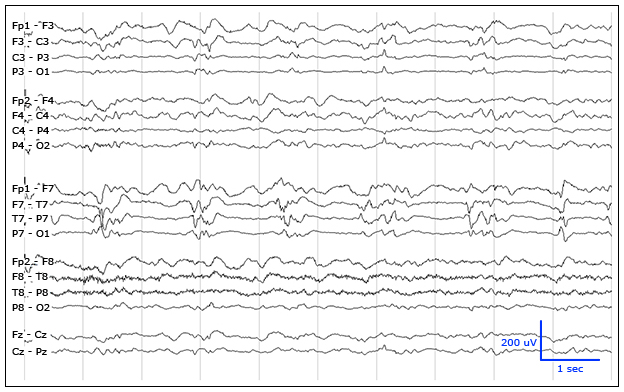 Fp1 - F3
F3 - C3
C3 - P3
P3 - O1
Fp2 - F4
F4 - C4
C4 - P4
P4 - O2
Fp1 - F7
F7 - T7
T7 - P7
P7 - O1
Fp2 - F8
F8 - T8
T8 - P8
P8 - O2
Fz - Cz
Cz - Pz
200 uV
1 sec